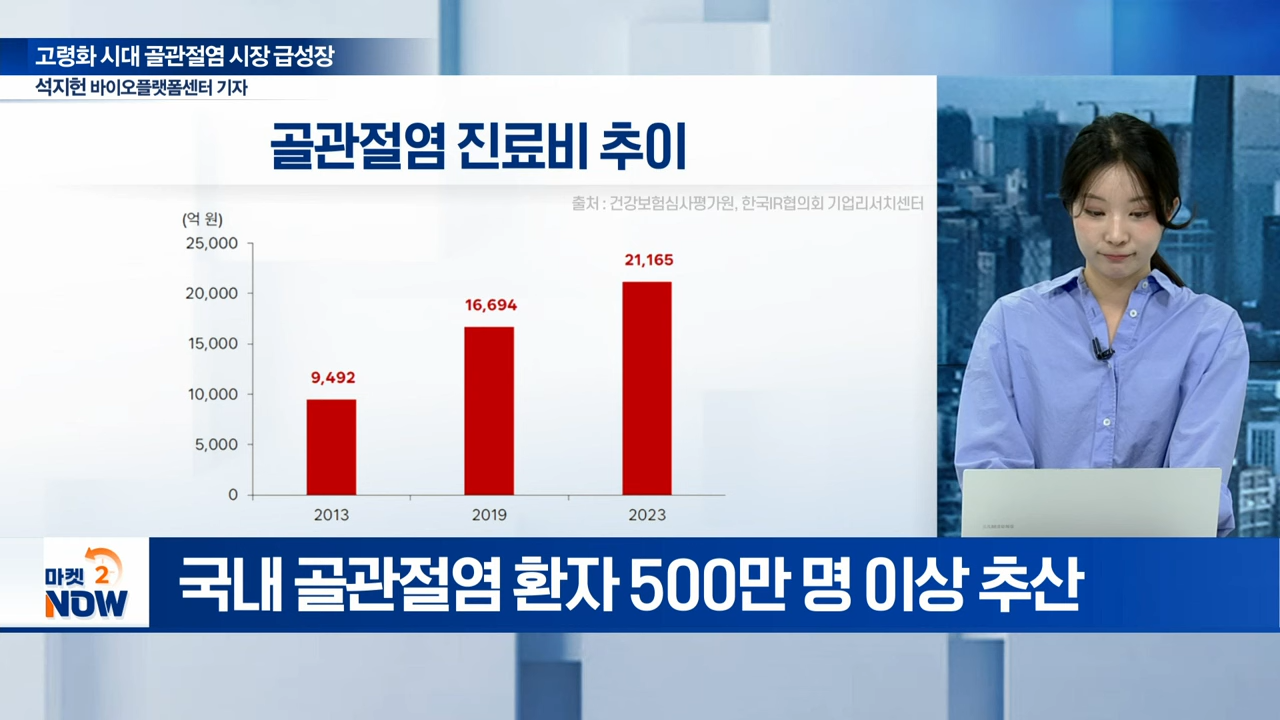 고령화 시대 골관절염 시장 급성장
석지헌 바이오플랫폼센터 기자
골관절염 진료비 추이
출처 : 건강보험심사평가원, 한국IR협의회 기업리서치센터
(억 원)
25,000
20,000
15,000
10,000
5,000
0
9,492
16,694
21,165
2013
2019
2023
마켓 2
NOW
국내 골관절염 환자 500만 명 이상 추산